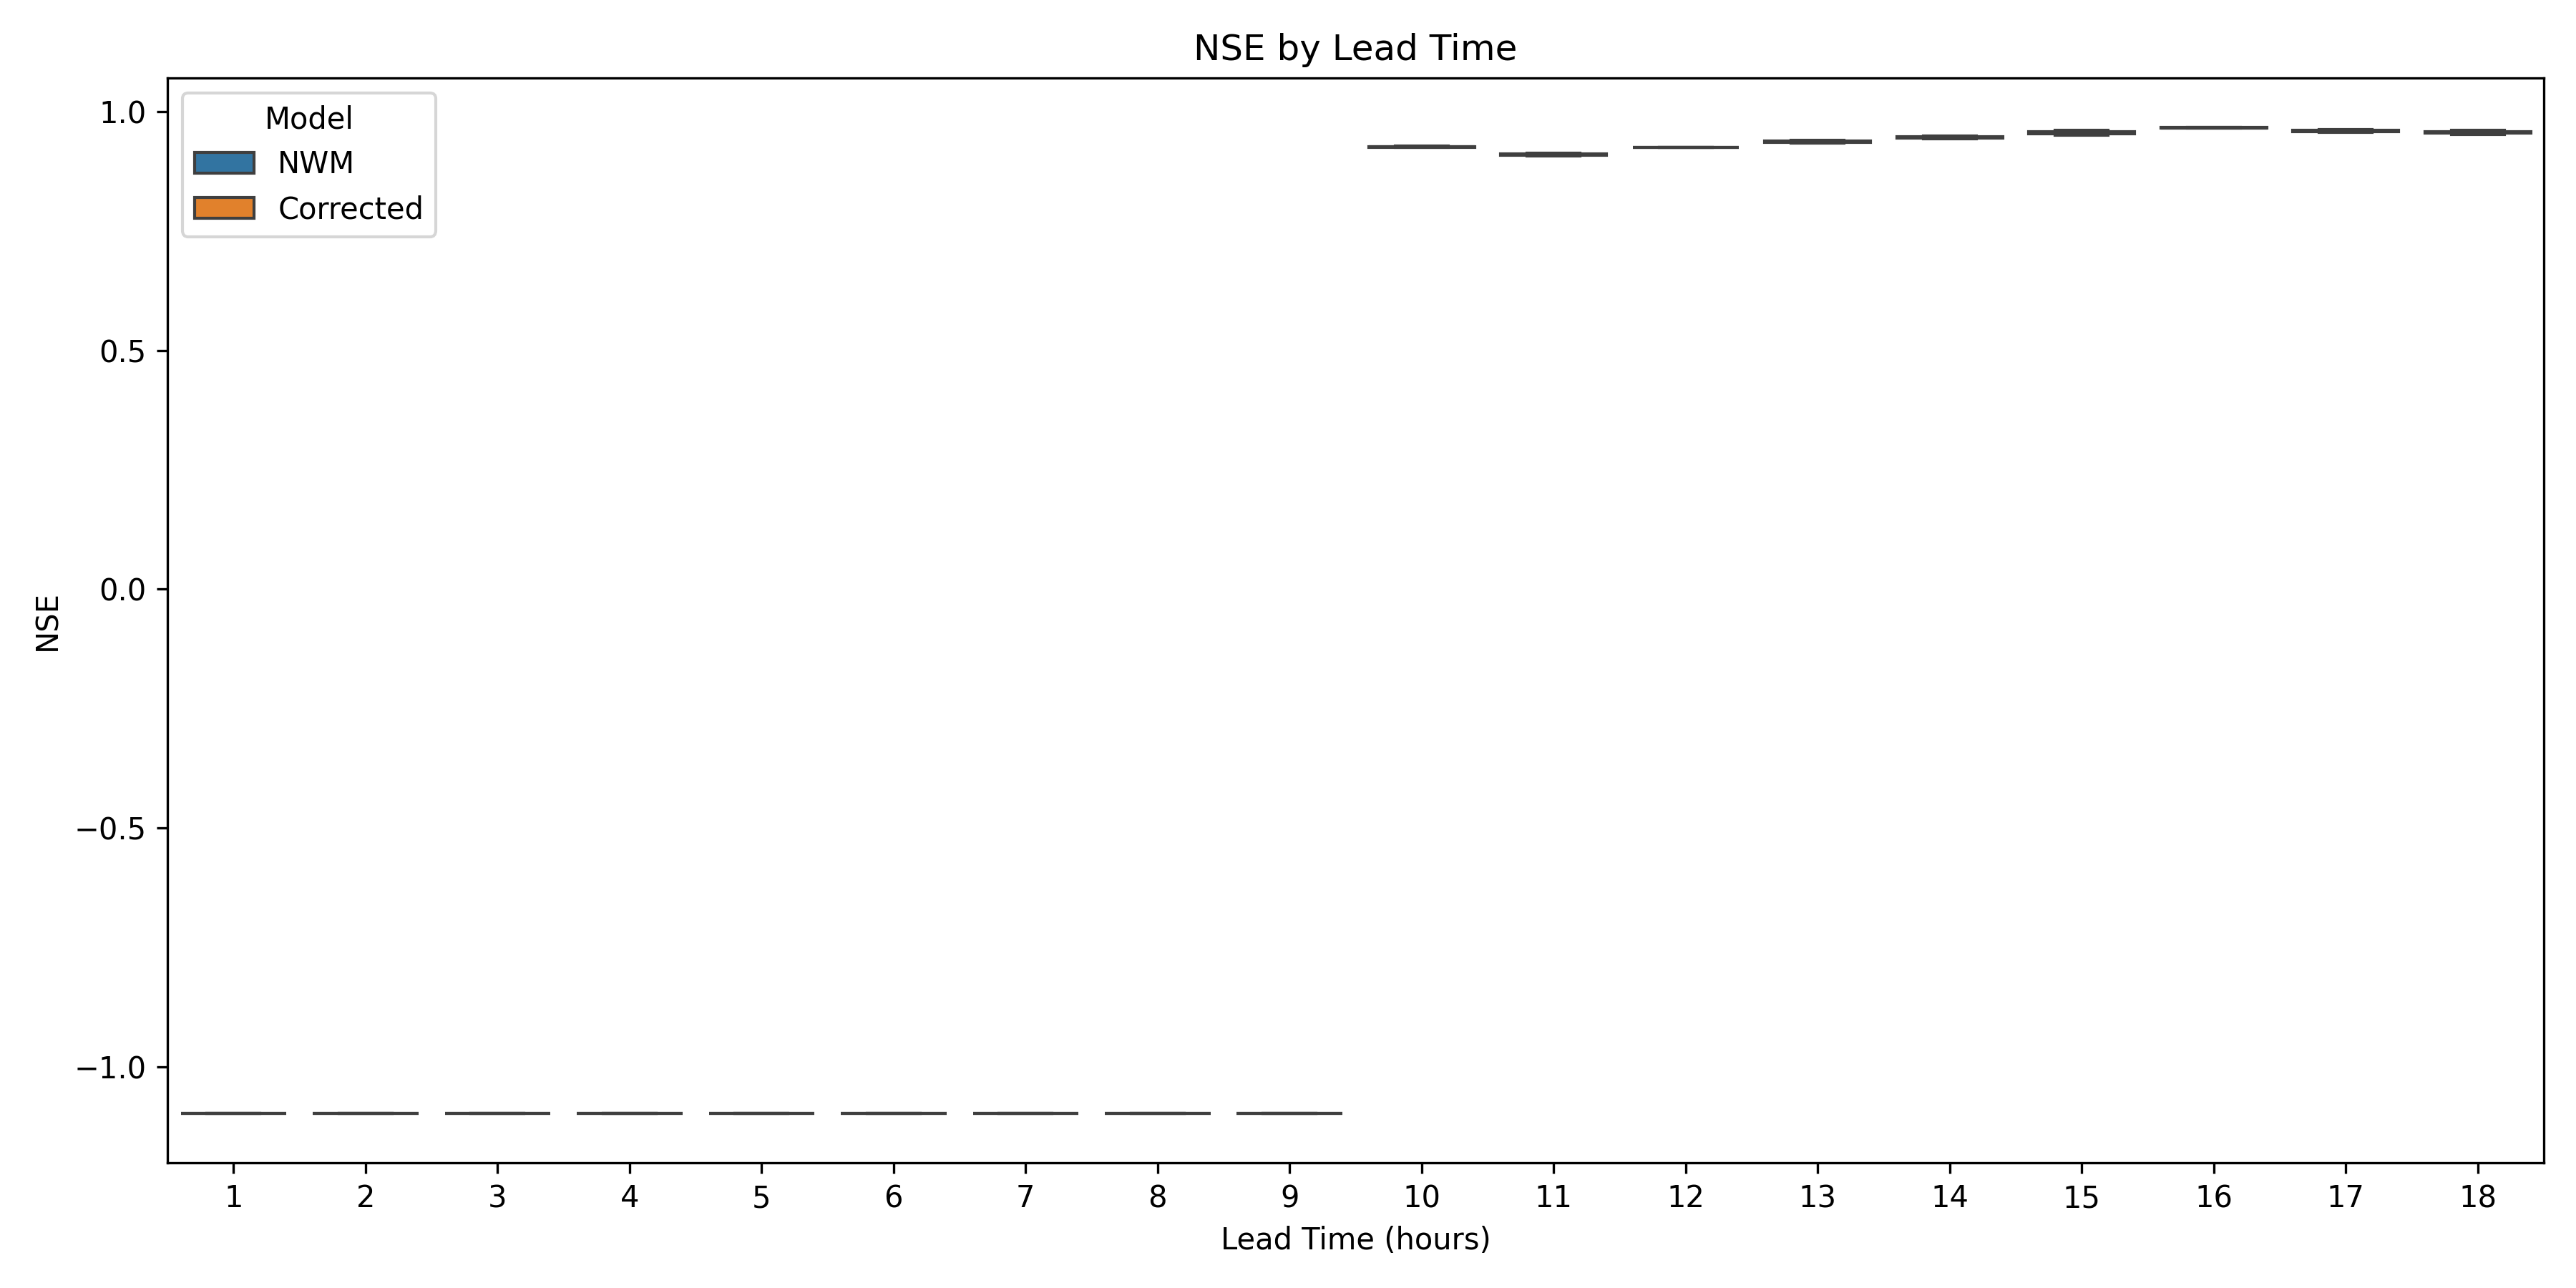 NSE by Lead Time
Model
NWM
Corrected
1.0
0.5
0.0
−0.5
−1.0
NSE
1 2 3 4 5 6 7 8 9 10 11 12 13 14 15 16 17 18
Lead Time (hours)